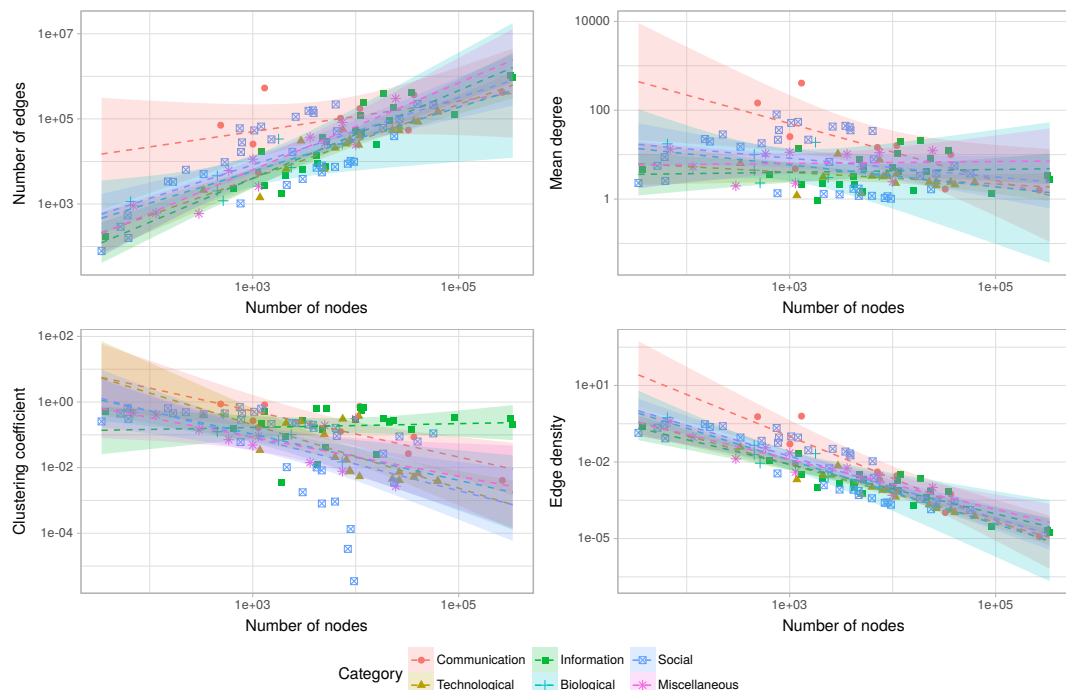 1e+07
1e+05
1e+03
Number of edges
1e+03
1e+05
Number of nodes
10000
100
1
Mean degree
1e+03
1e+05
Number of nodes
1e+02
1e+00
1e-02
1e-04
Clustering coefficient
1e+03
1e+05
Number of nodes
1e+01
1e-02
1e-05
Edge density
1e+03
1e+05
Number of nodes
Category
Communication Information Social
Technological Biological Miscellaneous